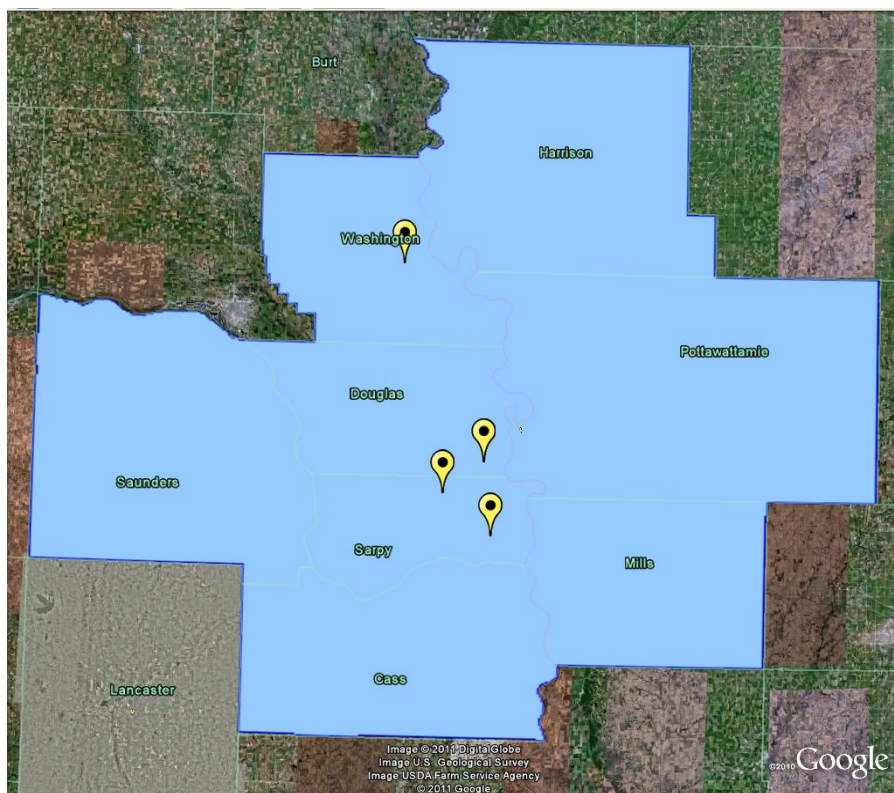 Burt
Harrison
Washington
Pottawattamie
Douglas
Saunders
Sarpy
Mills
Cass
Lancaster
Image © 2011 DigitalGlobe
Image U.S. Geological Survey
Image USDA Farm Service Agency
© 2011 Google
©2010 Google